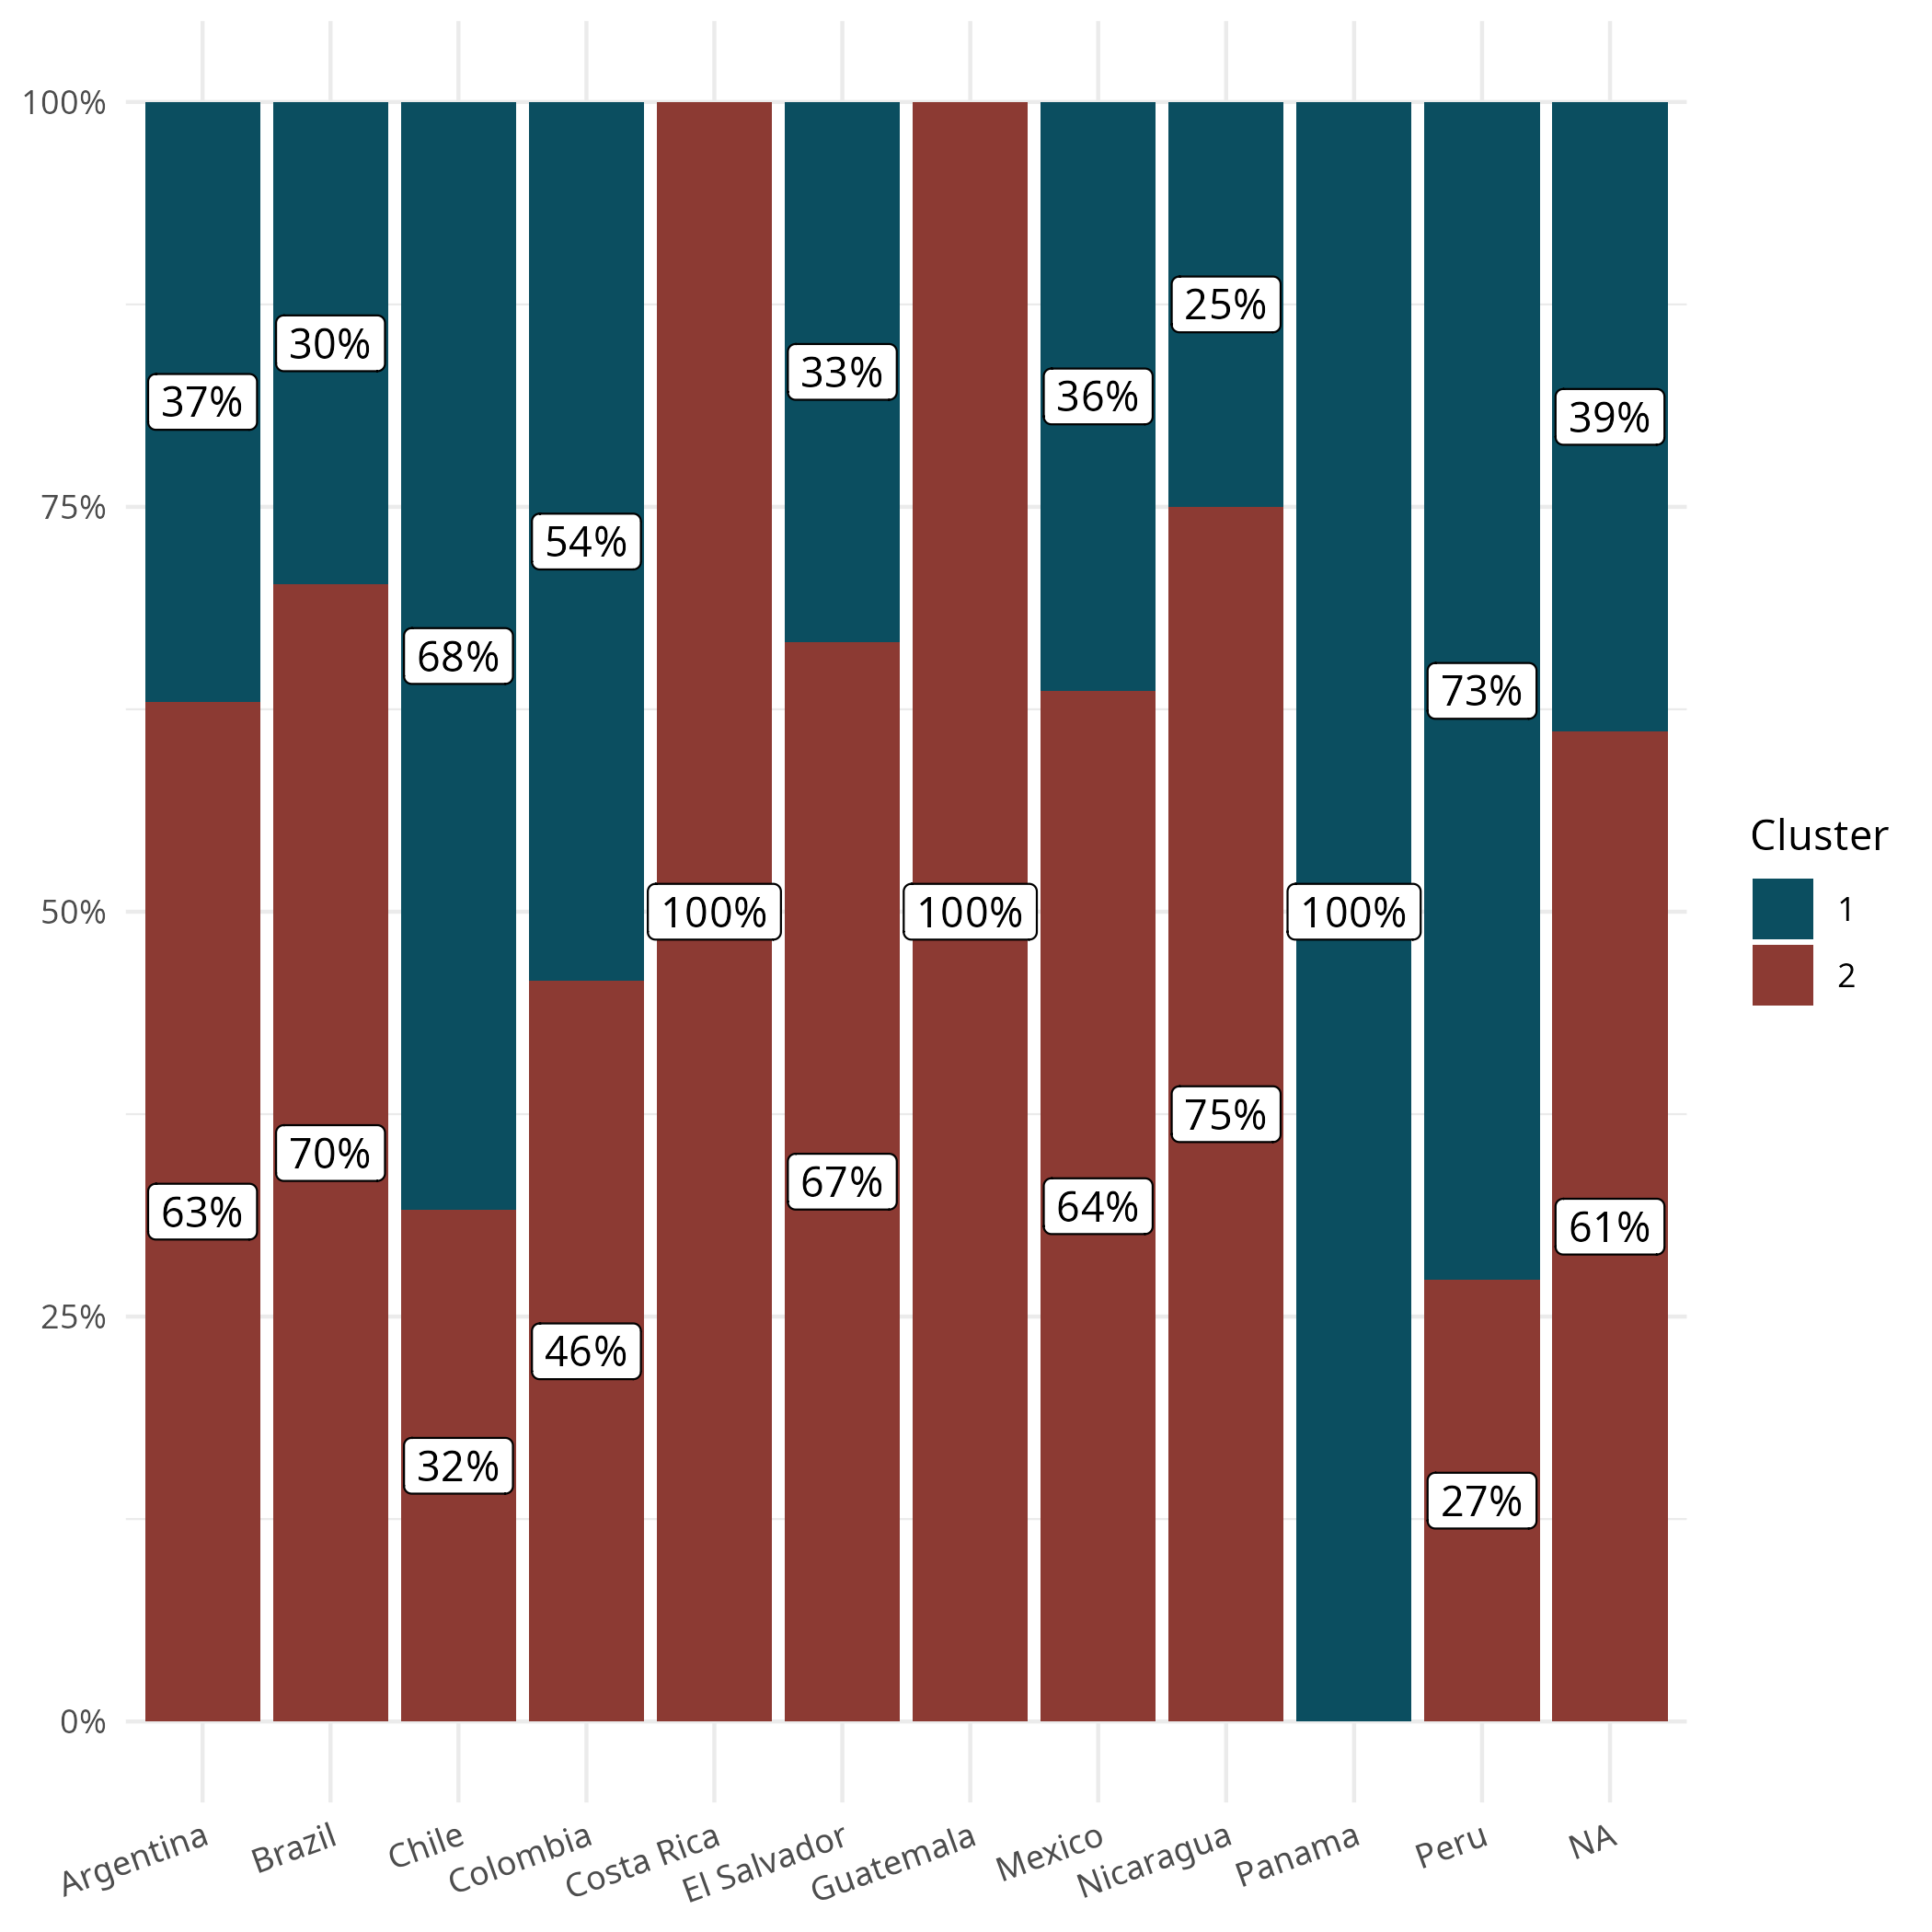 100%
75%
50%
25%
0%
37%
63%
30%
70%
68%
32%
54%
46%
100%
33%
67%
100%
36%
64%
25%
75%
100%
73%
27%
39%
61%
Argentina
Brazil
Chile
Colombia
Costa Rica
El Salvador
Guatemala
Mexico
Nicaragua
Panama
Peru
NA
Cluster
1
2